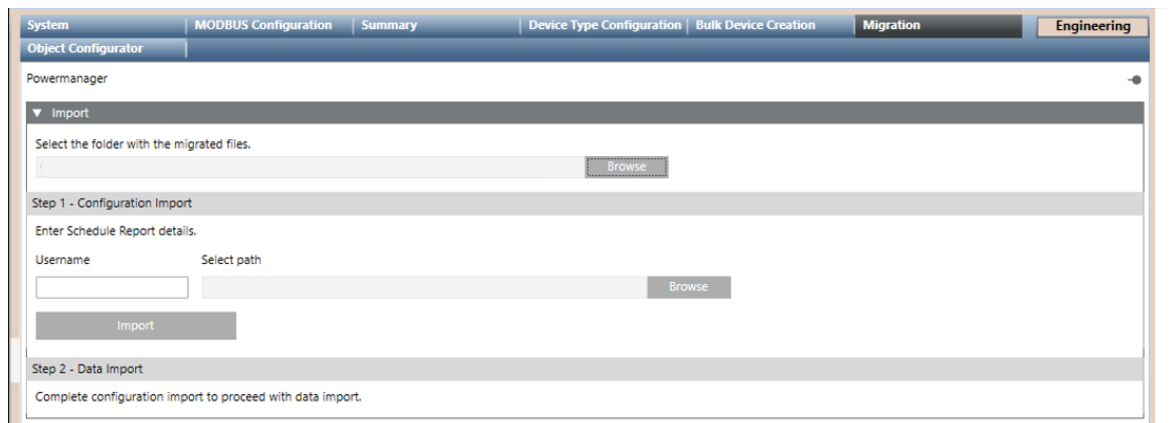 System MODBUS Configuration Summary Device Type Configuration Bulk Device Creation Migration Engineering
Object Configurator
Powermanager
Import
Select the folder with the migrated files.
Browse
Step 1 - Configuration Import
Enter Schedule Report details.
Username Select path
Browse
Import
Step 2 - Data Import
Complete configuration import to proceed with data import.